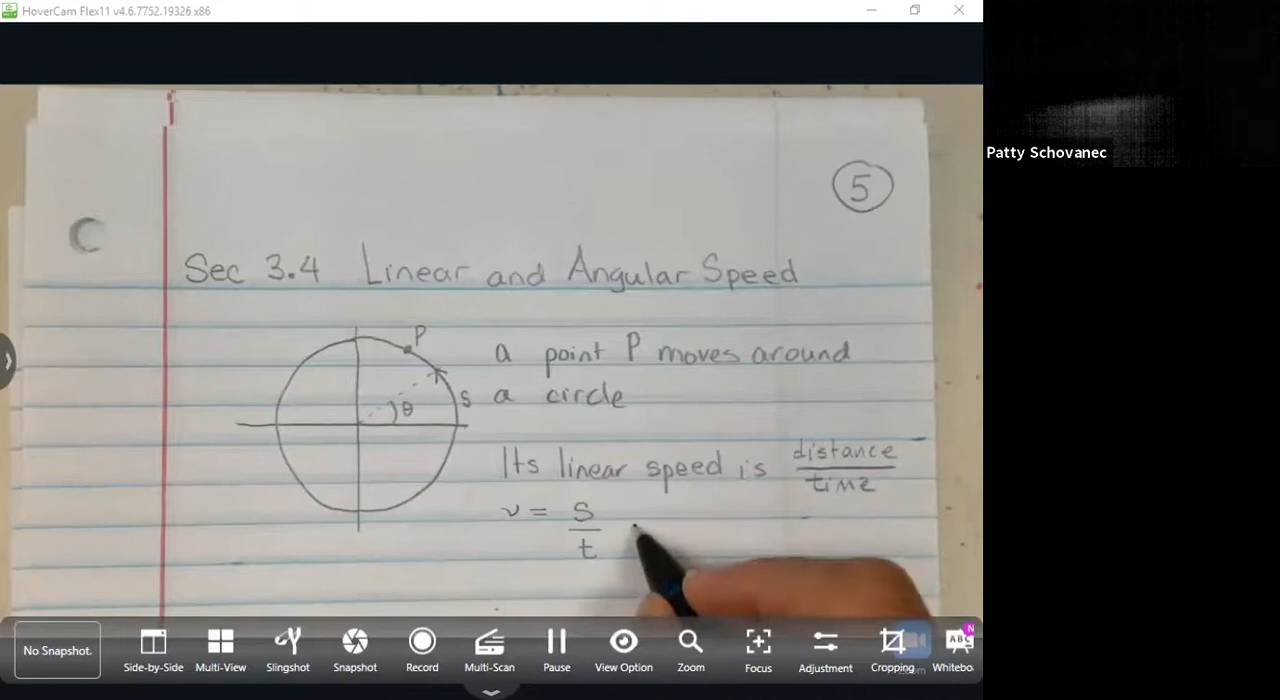 HoverCam Flex11 v4.6.7752.19326 x86
Patty Schovanec
5
Sec 3.4 Linear and Angular Speed
P
a point P moves around
θ
S
a circle
Its linear speed is distance
time
v = S
t
No Snapshot.
Side-by-Side
Multi-View
Slingshot
Snapshot
Record
Multi-Scan
Pause
View Option
Zoom
Focus
Adjustment
Cropping
ABC
N
Whitebo